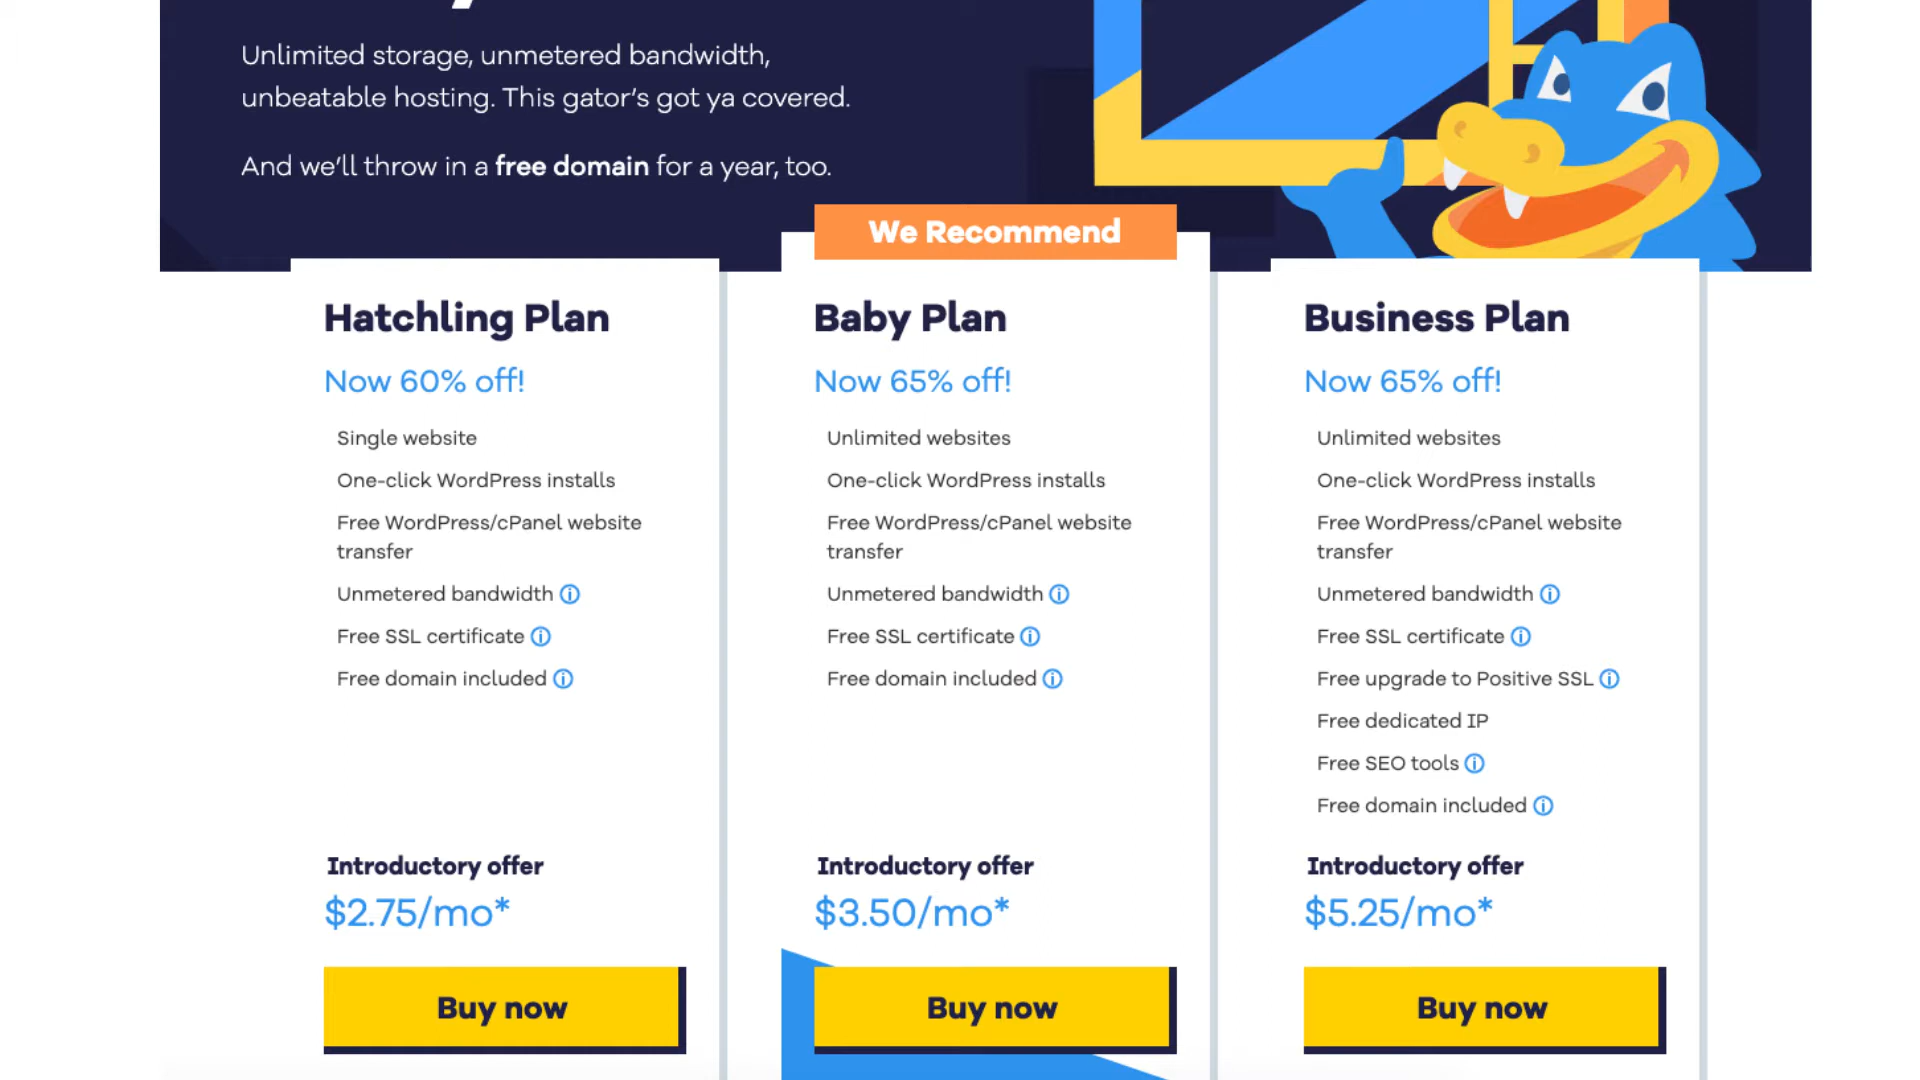 Unlimited storage, unmetered bandwidth,
unbeatable hosting. This gator's got ya covered.
And we'll throw in a free domain for a year, too.
We Recommend
Hatchling Plan
Now 60% off!
Single website
One-click WordPress installs
Free WordPress/cPanel website
transfer
Unmetered bandwidth
Free SSL certificate
Free domain included
Introductory offer
$2.75/mo*
Buy now
Baby Plan
Now 65% off!
Unlimited websites
One-click WordPress installs
Free WordPress/cPanel website
transfer
Unmetered bandwidth
Free SSL certificate
Free domain included
Introductory offer
$3.50/mo*
Buy now
Business Plan
Now 65% off!
Unlimited websites
One-click WordPress installs
Free WordPress/cPanel website
transfer
Unmetered bandwidth
Free SSL certificate
Free upgrade to Positive SSL
Free dedicated IP
Free SEO tools
Free domain included
Introductory offer
$5.25/mo*
Buy now